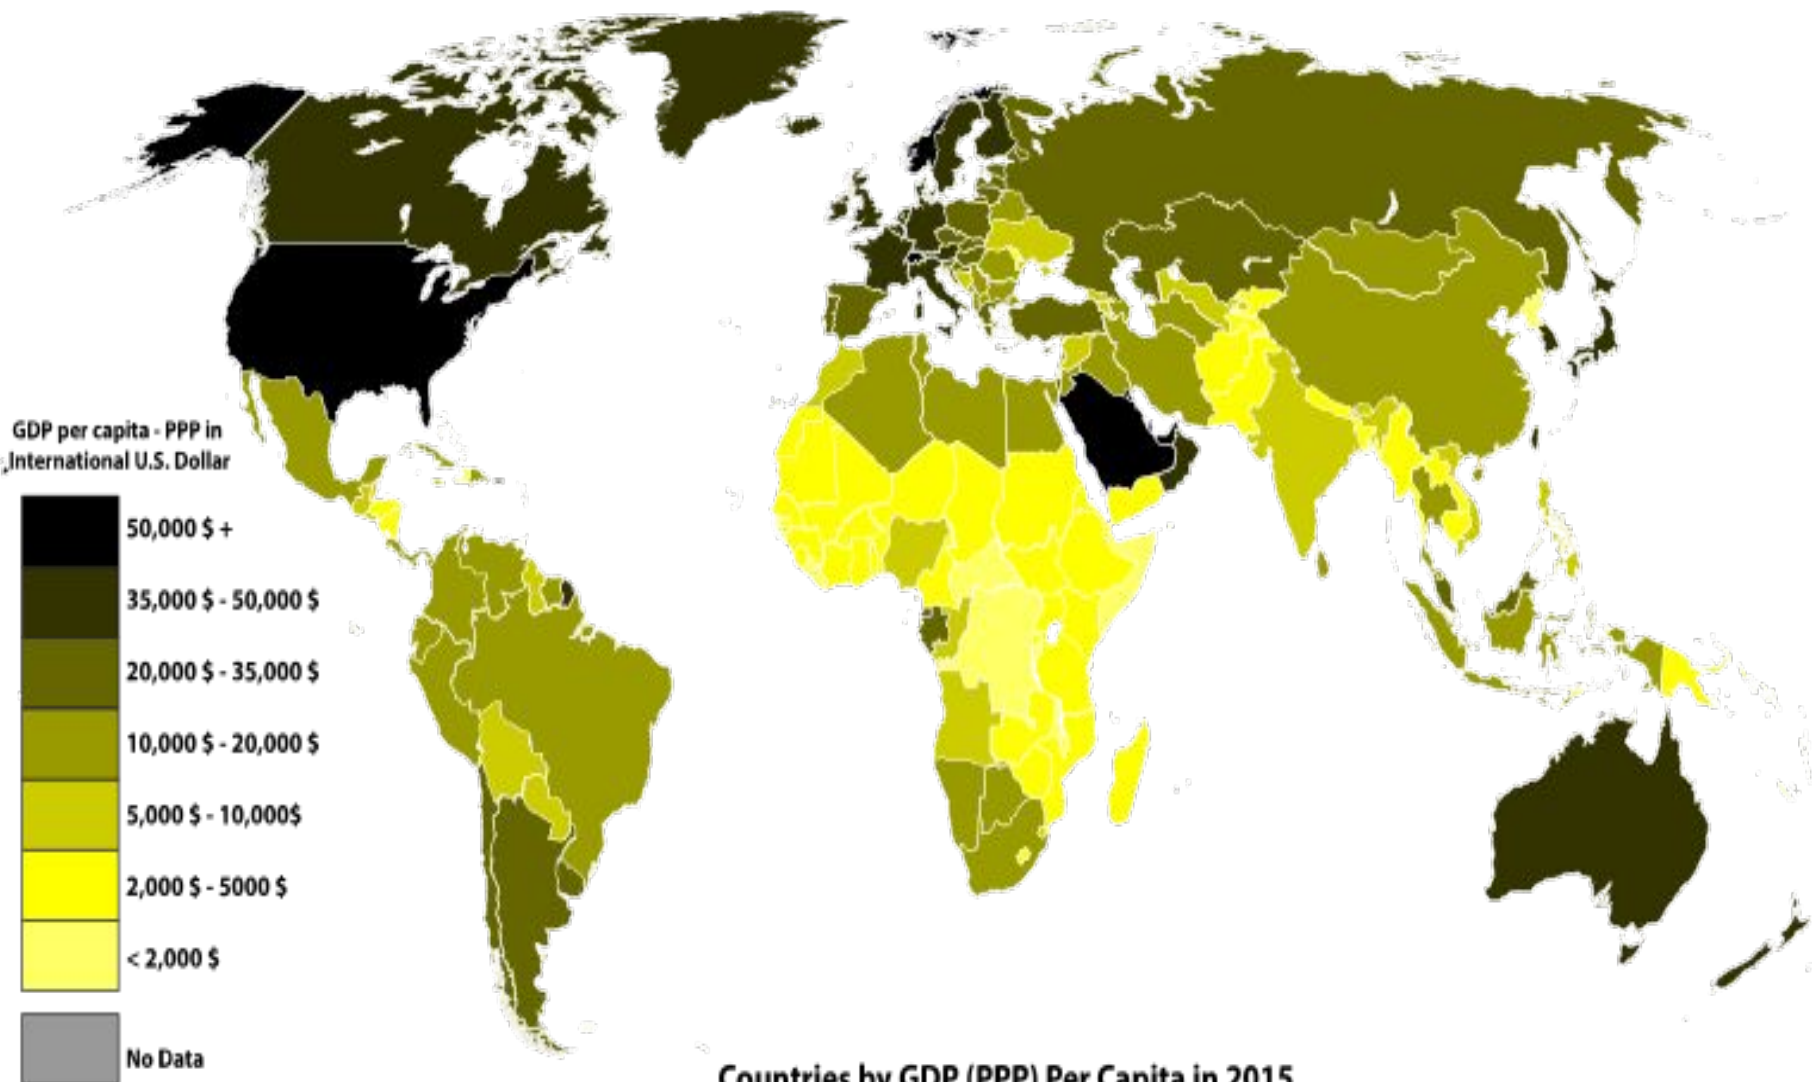 GDP per capita - PPP in
International U.S. Dollar
50,000 $ +
35,000 $ - 50,000 $
20,000 $ - 35,000 $
10,000 $ - 20,000 $
5,000 $ - 10,000$
2,000 $ - 5000 $
< 2,000 $
No Data
Countries by GDP (PPP) Per Capita in 2015